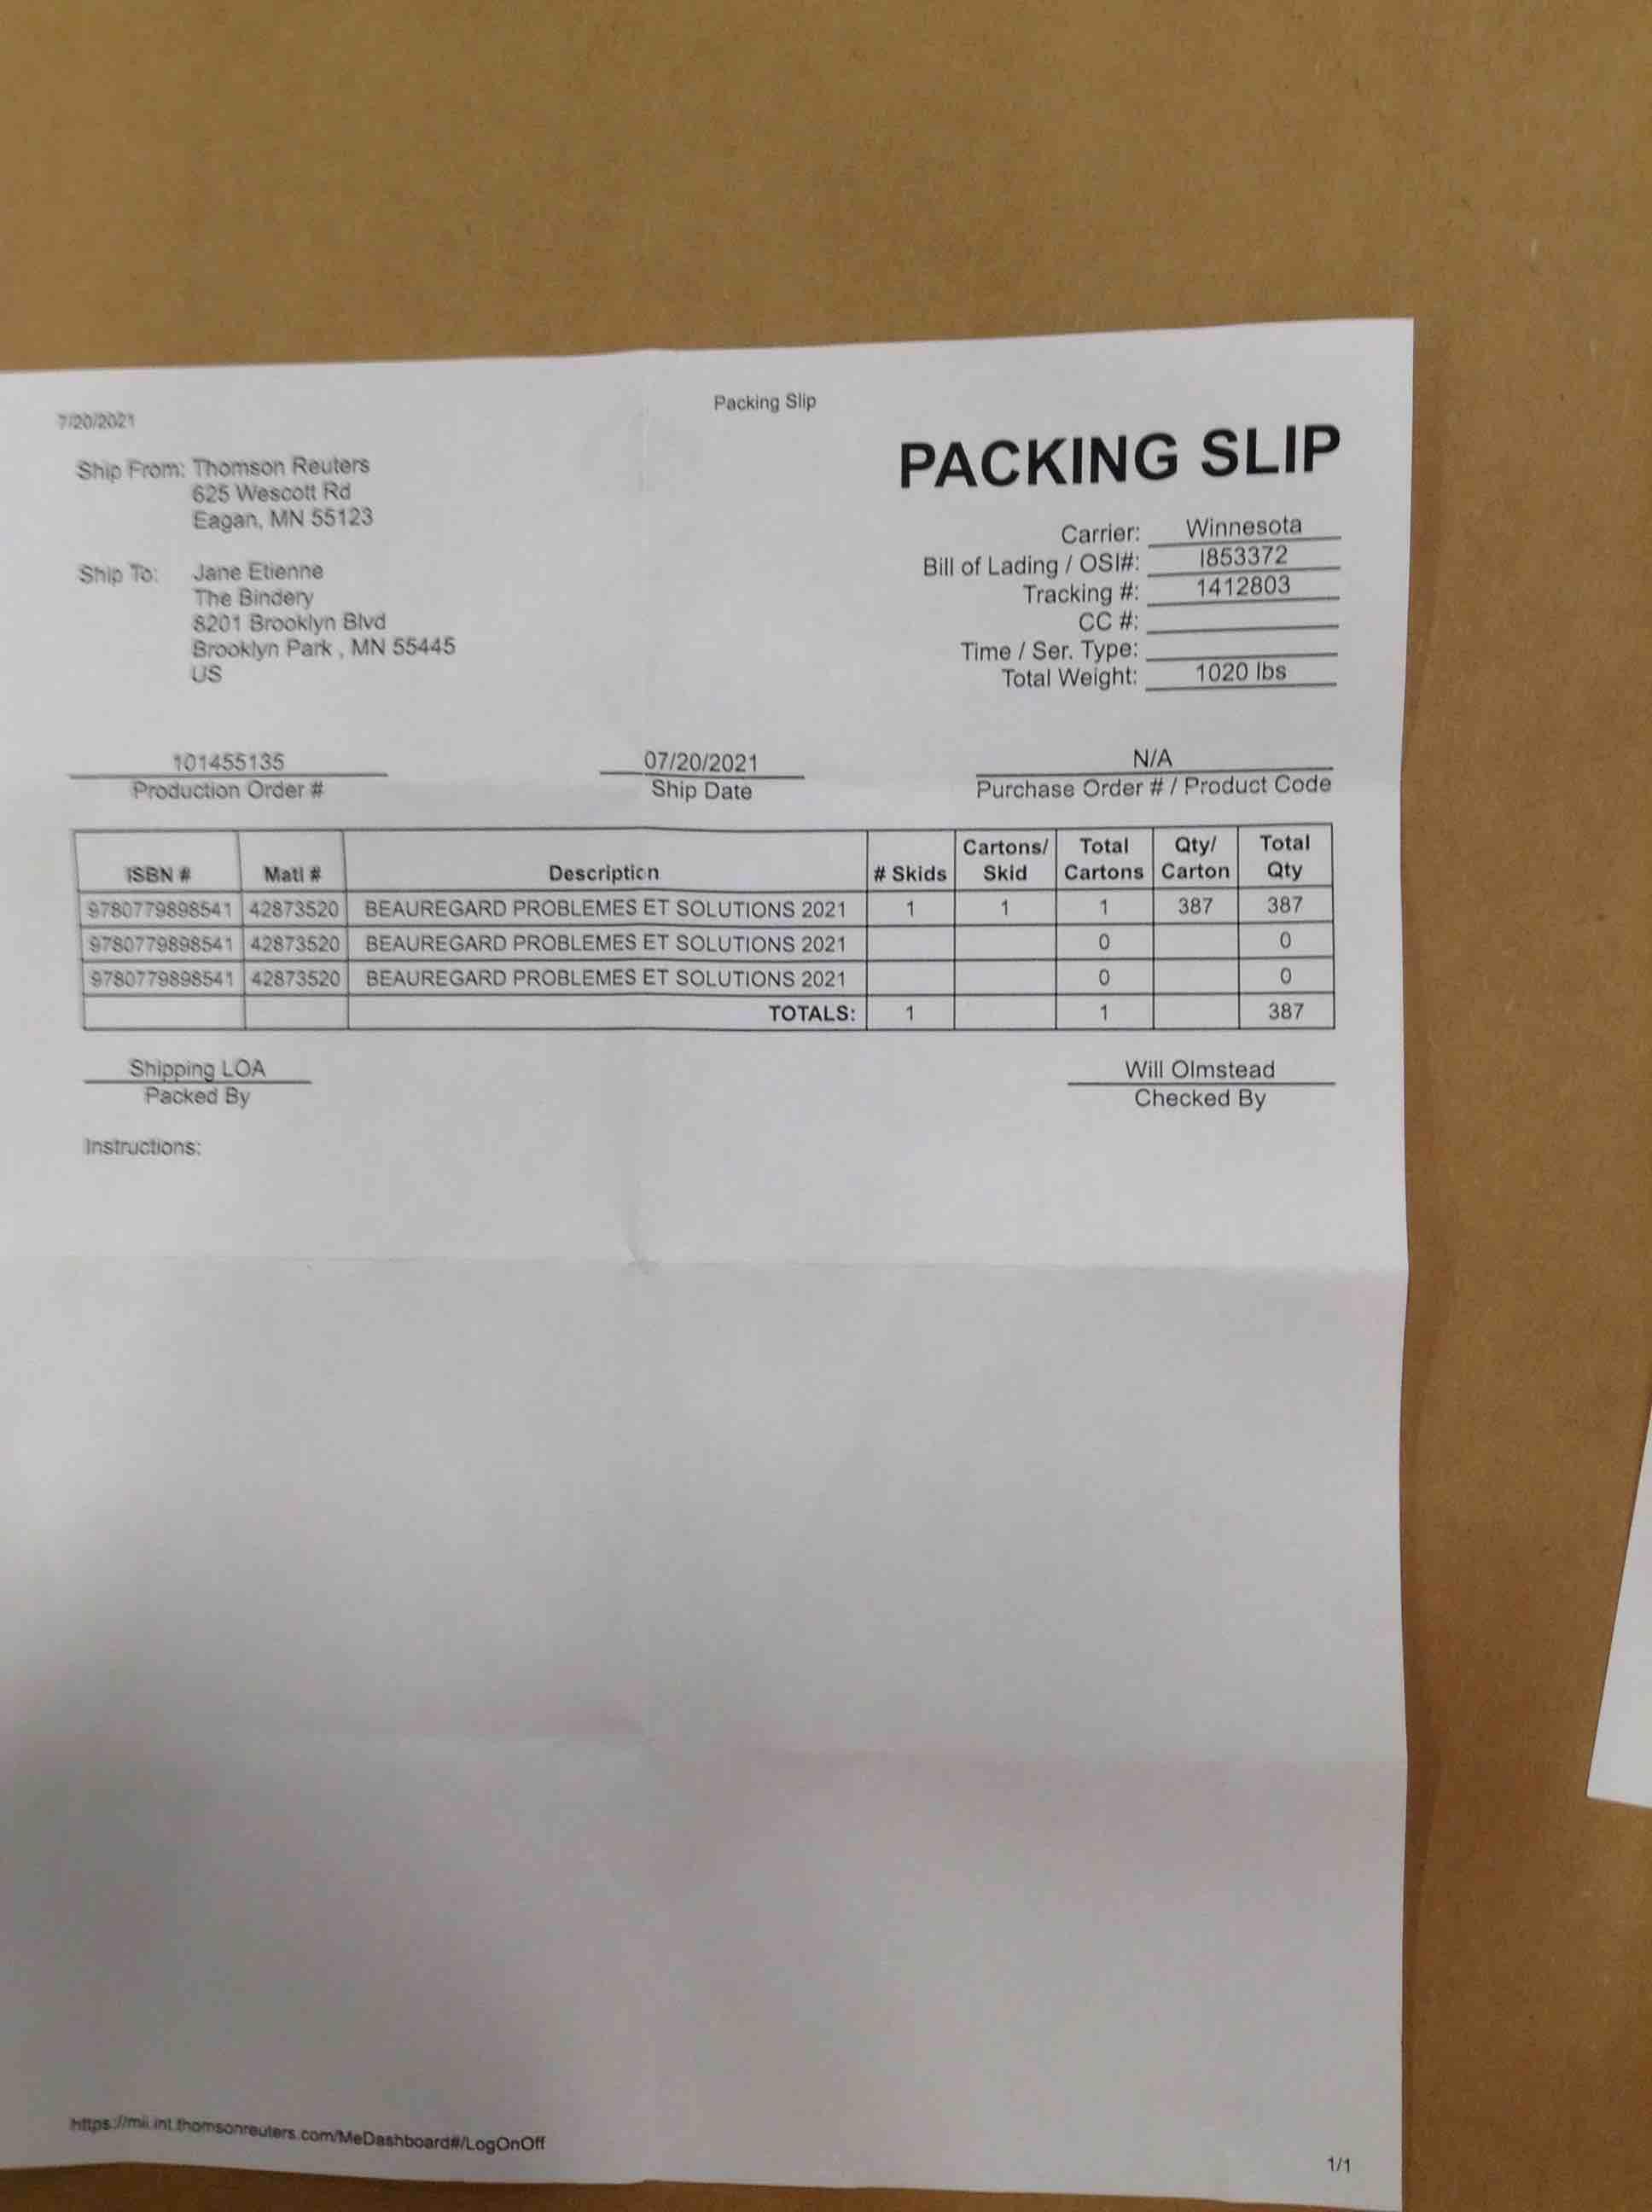 7/20/2021
Packing Slip
PACKING SLIP
Ship From: Thomson Reuters
625 Wescott Rd
Eagan, MN 55123
Ship To: Jane Etienne
The Bindery
8201 Brooklyn Blvd
Brooklyn Park , MN 55445
US
Carrier: Winnesota
Bill of Lading / OSI#: I853372
Tracking #: 1412803
CC #:
Time / Ser. Type:
Total Weight: 1020 lbs
101455135 07/20/2021 N/A
Production Order # Ship Date Purchase Order # / Product Code
ISBN # Matl # Description # Skids Cartons/ Skid Total Cartons Qty/ Carton Total Qty
9780779898541 42873520 BEAUREGARD PROBLEMES ET SOLUTIONS 2021 1 1 1 387 387
9780779898541 42873520 BEAUREGARD PROBLEMES ET SOLUTIONS 2021 0 0
9780779898541 42873520 BEAUREGARD PROBLEMES ET SOLUTIONS 2021 0 0
TOTALS: 1 1 387
Shipping LOA Will Olmstead
Packed By Checked By
Instructions:
https://mii.int.thomsonreuters.com/MeDashboard#/LogOnOff
1/1